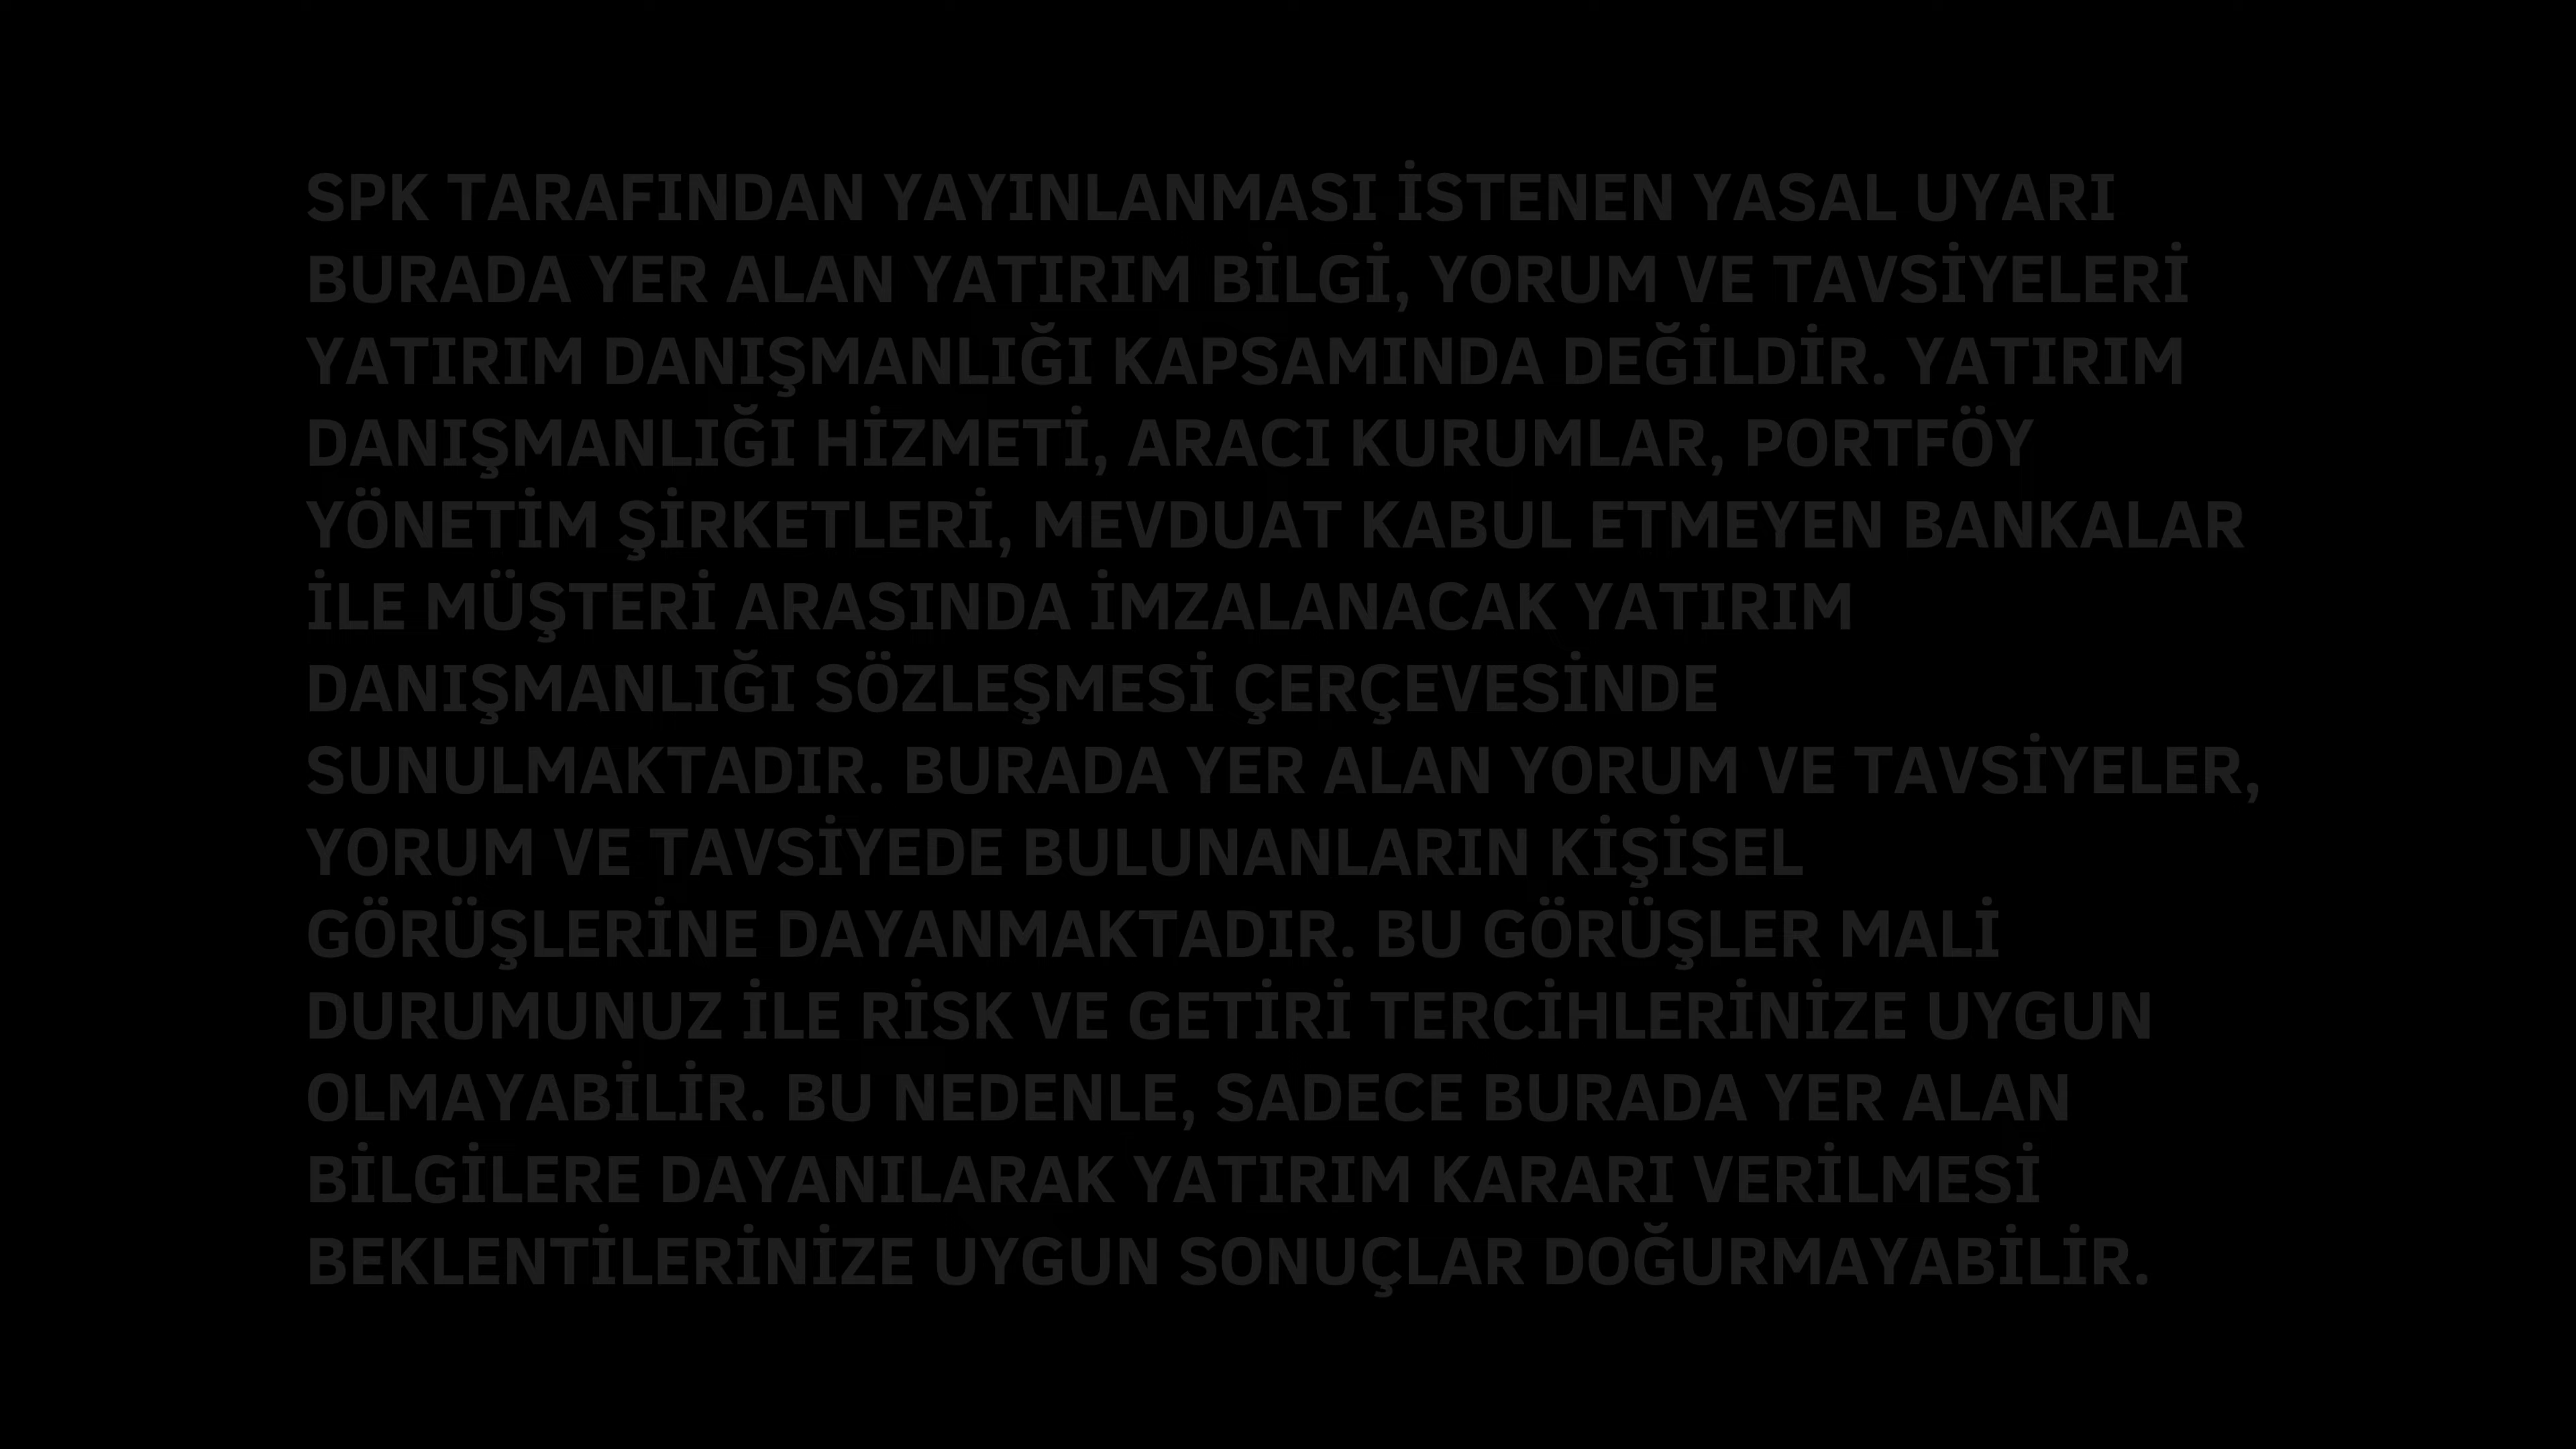 SPK TARAFINDAN YAYINLANMASI İSTENEN YASAL UYARI
BURADA YER ALAN YATIRIM BİLGİ, YORUM VE TAVSİYELERİ
YATIRIM DANIŞMANLIĞI KAPSAMINDA DEĞİLDİR. YATIRIM
DANIŞMANLIĞI HİZMETİ, ARACI KURUMLAR, PORTFÖY
YÖNETİM ŞİRKETLERİ, MEVDUAT KABUL ETMEYEN BANKALAR
İLE MÜŞTERİ ARASINDA İMZALANACAK YATIRIM
DANIŞMANLIĞI SÖZLEŞMESİ ÇERÇEVESİNDE
SUNULMAKTADIR. BURADA YER ALAN YORUM VE TAVSİYELER,
YORUM VE TAVSİYEDE BULUNANLARIN KİŞİSEL
GÖRÜŞLERİNE DAYANMAKTADIR. BU GÖRÜŞLER MALİ
DURUMUNUZ İLE RİSK VE GETİRİ TERCİHLERİNİZE UYGUN
OLMAYABİLİR. BU NEDENLE, SADECE BURADA YER ALAN
BİLGİLERE DAYANILARAK YATIRIM KARARI VERİLMESİ
BEKLENTİLERİNİZE UYGUN SONUÇLAR DOĞURMAYABİLİR.